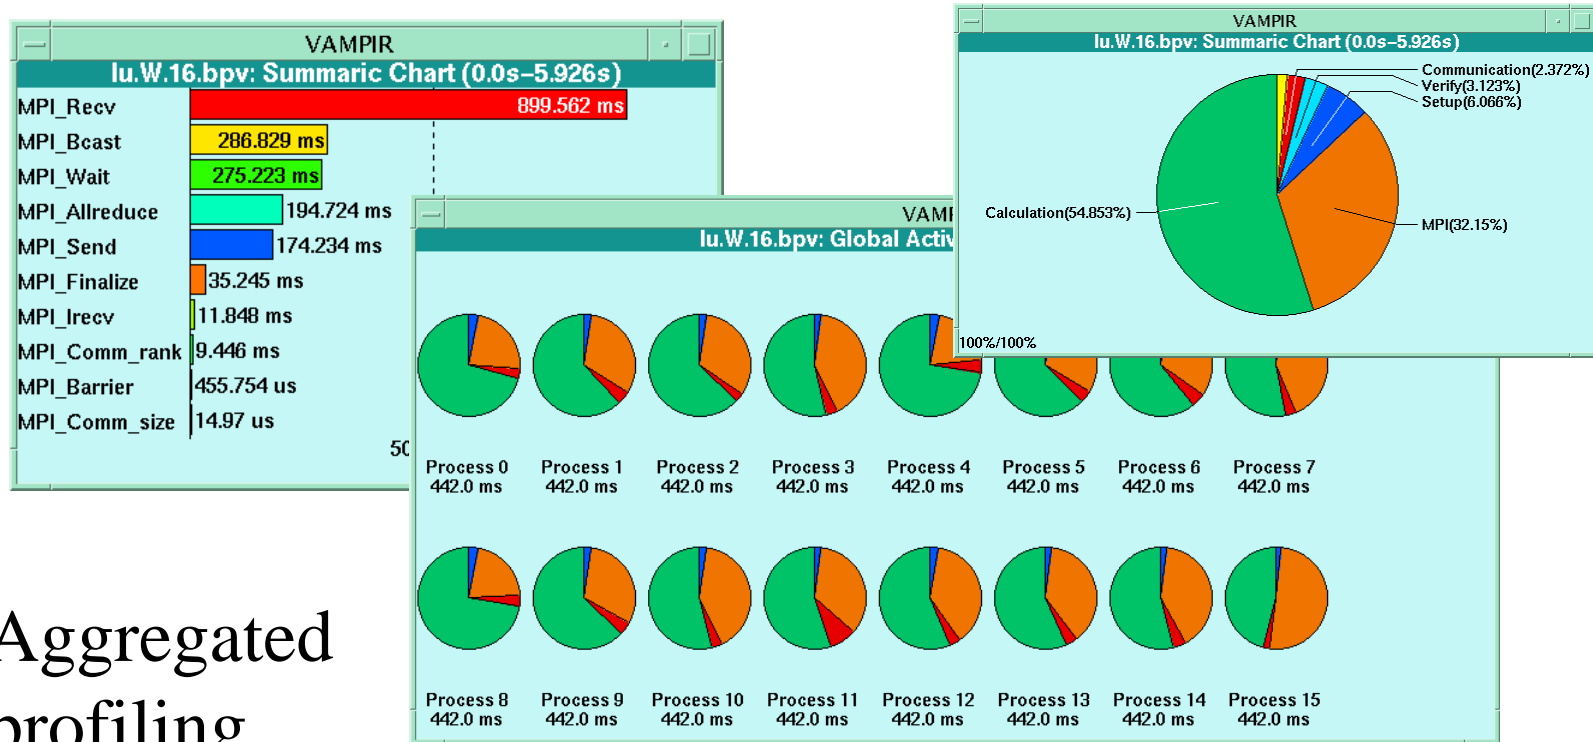 VAMPIR
lu.W.16.bpv: Summaric Chart (0.0s-5.926s)
MPI_Recv 899.562 ms
MPI_Bcast 286.829 ms
MPI_Wait 275.223 ms
MPI_Allreduce 194.724 ms
MPI_Send 174.234 ms
MPI_Finalize 35.245 ms
MPI_Irecv 11.848 ms
MPI_Comm_rank 9.446 ms
MPI_Barrier 455.754 us
MPI_Comm_size 14.97 us
50
VAMPIR
lu.W.16.bpv: Summaric Chart (0.0s-5.926s)
Communication(2.372%)
Verify(3.123%)
Setup(6.066%)
Calculation(54.853%)
MPI(32.15%)
100%/100%
VAMP
lu.W.16.bpv: Global Activ
Process 0 Process 1 Process 2 Process 3 Process 4 Process 5 Process 6 Process 7
442.0 ms 442.0 ms 442.0 ms 442.0 ms 442.0 ms 442.0 ms 442.0 ms 442.0 ms
Process 8 Process 9 Process 10 Process 11 Process 12 Process 13 Process 14 Process 15
442.0 ms 442.0 ms 442.0 ms 442.0 ms 442.0 ms 442.0 ms 442.0 ms 442.0 ms
Aggregated
profiling